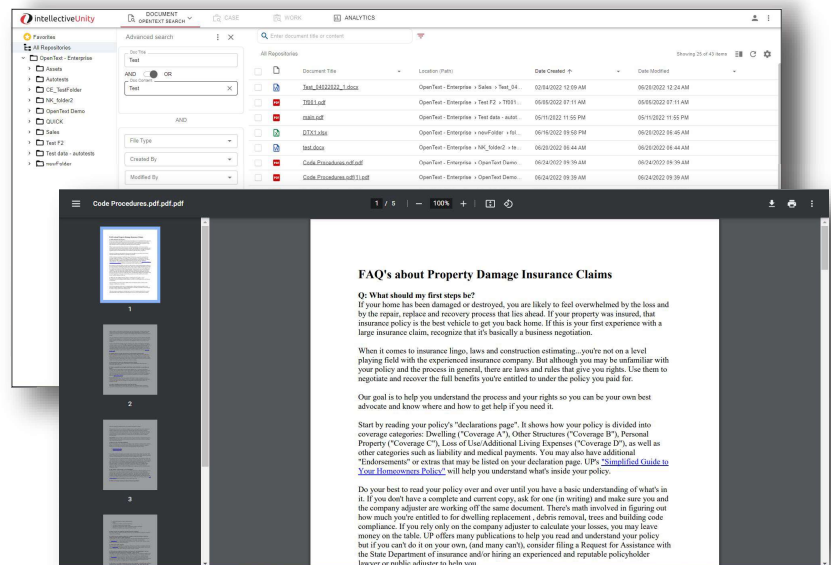 intellectiveUnity
DOCUMENT
OPENTEXT SEARCH
CASE
WORK
ANALYTICS
Favorites
All Repositories
OpenText - Enterprise
Assets
Autotests
CE_TestFolder
NK_folder2
OpenText Demo
QUICK
Sales
Test F2
Test data - autotests
newFolder
Advanced search
Doc Title
Test
AND OR
Doc Content
Test
AND
File Type
Created By
Modified By
Enter document title or content
All Repositories
Showing 25 of 43 items
Document Title Location (Path) Date Created Date Modified
Test_04022022_1.docx OpenText - Enterprise › Sales › Test_04... 02/04/2022 12:09 AM 06/20/2022 12:24 AM
Tf001.pdf OpenText - Enterprise › Test F2 › Tf001... 05/05/2022 07:11 AM 05/05/2022 07:11 AM
main.pdf OpenText - Enterprise › Test data - autot... 05/11/2022 11:55 PM 05/11/2022 11:55 PM
DTX1.xlsx OpenText - Enterprise › newFolder › fol... 06/16/2022 09:58 PM 06/20/2022 06:46 AM
test.docx OpenText - Enterprise › NK_folder2 › te... 06/20/2022 06:44 AM 06/20/2022 06:44 AM
Code Procedures.pdf.pdf OpenText - Enterprise › OpenText Demo... 06/24/2022 09:39 AM 06/24/2022 09:39 AM
Code Procedures.pdf(1).pdf OpenText - Enterprise › OpenText Demo... 06/24/2022 09:39 AM 06/24/2022 09:39 AM
Code Procedures.pdf.pdf.pdf
1 / 5 | − 100% +
1
2
3
FAQ's about Property Damage Insurance Claims
Q: What should my first steps be?
If your home has been damaged or destroyed, you are likely to feel overwhelmed by the loss and
by the repair, replace and recovery process that lies ahead. If your property was insured, that
insurance policy is the best vehicle to get you back home. If this is your first experience with a
large insurance claim, recognize that it's basically a business negotiation.
When it comes to insurance lingo, laws and construction estimating...you're not on a level
playing field with the experienced insurance company. But although you may be unfamiliar with
your policy and the process in general, there are laws and rules that give you rights. Use them to
negotiate and recover the full benefits you're entitled to under the policy you paid for.
Our goal is to help you understand the process and your rights so you can be your own best
advocate and know where and how to get help if you need it.
Start by reading your policy's "declarations page". It shows how your policy is divided into
coverage categories: Dwelling ("Coverage A"), Other Structures ("Coverage B"), Personal
Property ("Coverage C"), Loss of Use/Additional Living Expenses ("Coverage D"), as well as
other categories such as liability and medical payments. You may also have additional
"Endorsements" or extras that may be listed on your declaration page. UP's "Simplified Guide to
Your Homeowners Policy" will help you understand what's inside your policy.
Do your best to read your policy over and over until you have a basic understanding of what's in
it. If you don't have a complete and current copy, ask for one (in writing) and make sure you and
the company adjuster are working off the same document. There's math involved in figuring out
how much you're entitled to for dwelling replacement , debris removal, trees and building code
compliance. If you rely only on the company adjuster to calculate your losses, you may leave
money on the table. UP offers many publications to help you read and understand your policy
but if you can't do it on your own, (and many can't), consider filing a Request for Assistance with
the State Department of insurance and/or hiring an experienced and reputable policyholder
lawyer or public adjuster to help you